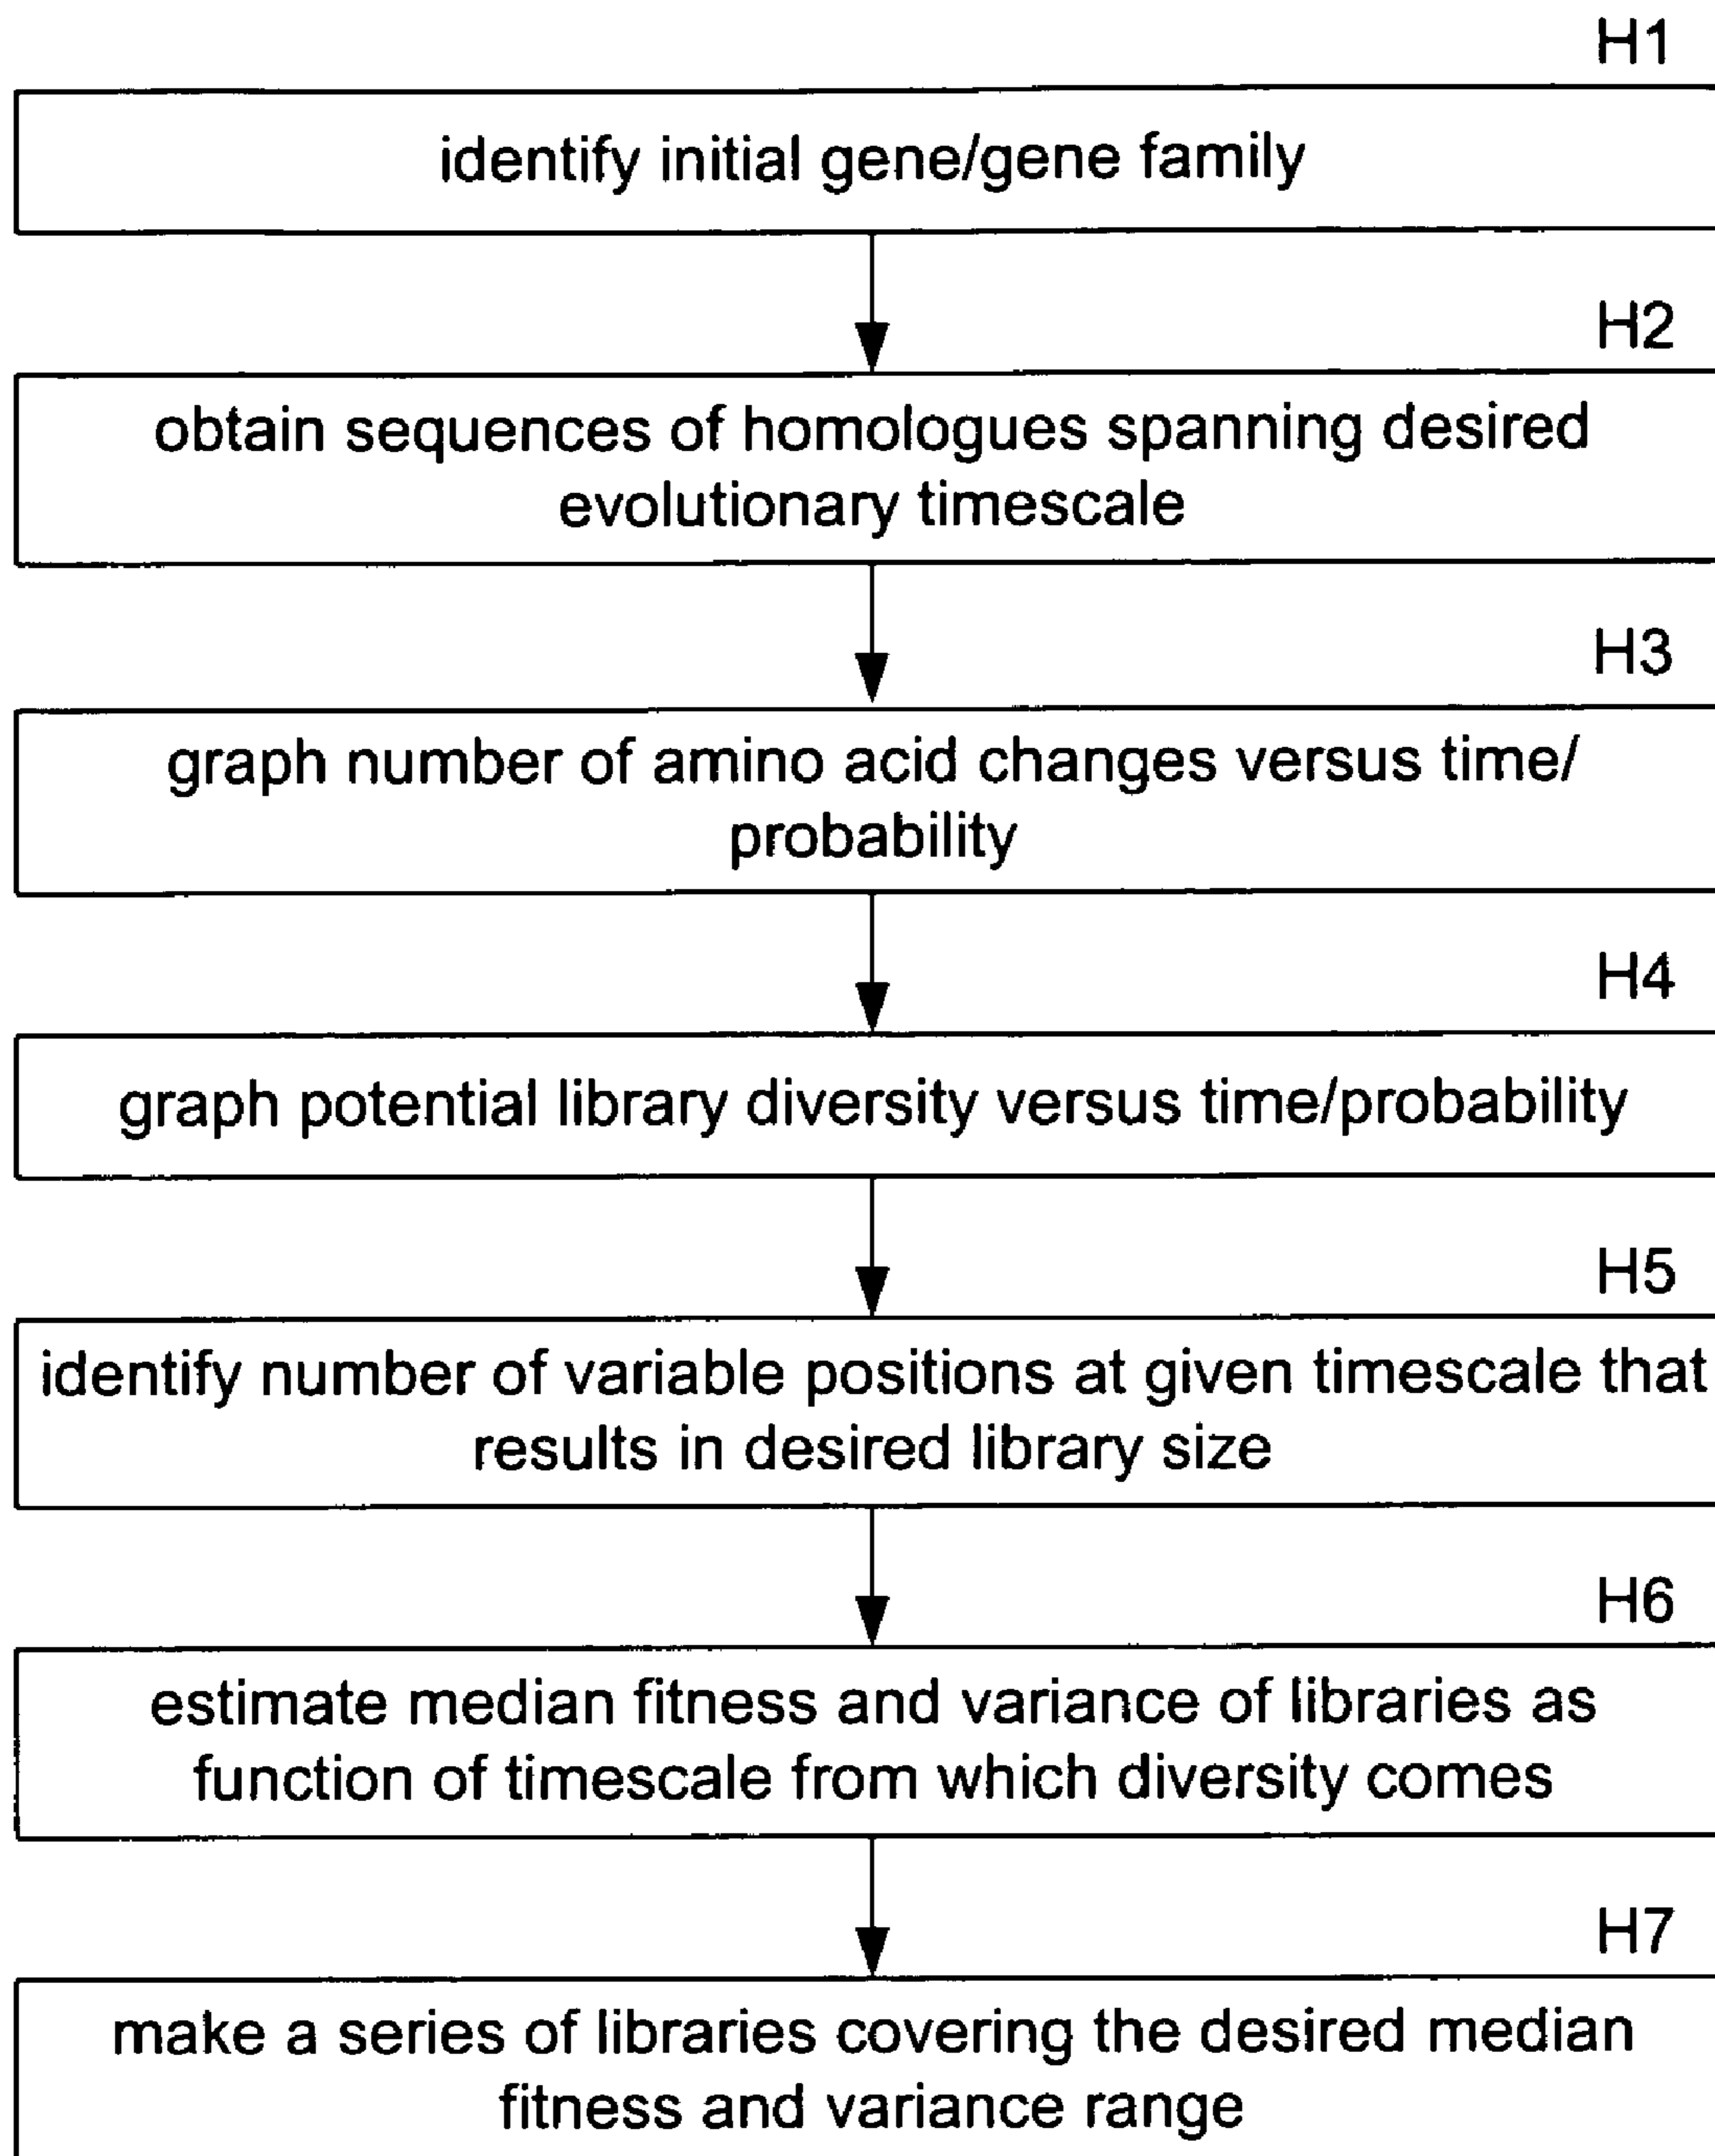 H1
identify initial gene/gene family
H2
obtain sequences of homologues spanning desired
evolutionary timescale
H3
graph number of amino acid changes versus time/
probability
H4
graph potential library diversity versus time/probability
H5
identify number of variable positions at given timescale that
results in desired library size
H6
estimate median fitness and variance of libraries as
function of timescale from which diversity comes
H7
make a series of libraries covering the desired median
fitness and variance range